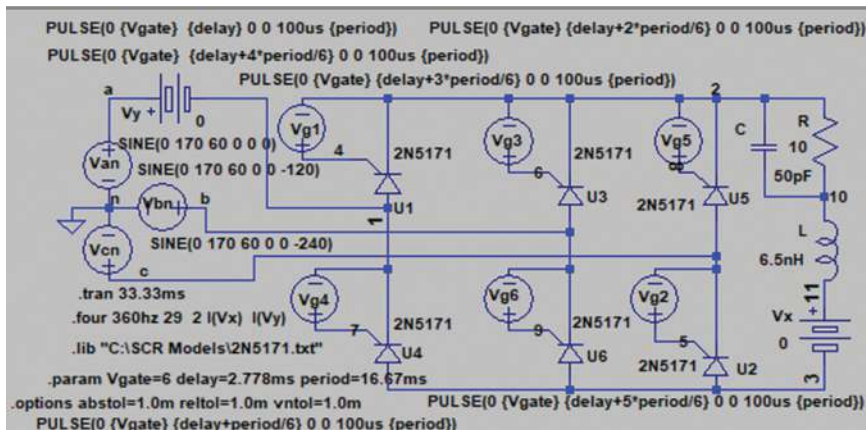 PULSE(0 {Vgate} {delay} 0 0 100us {period})
PULSE(0 {Vgate} {delay+2*period/6} 0 0 100us {period})
PULSE(0 {Vgate} {delay+4*period/6} 0 0 100us {period})
PULSE(0 {Vgate} {delay+3*period/6} 0 0 100us {period})
a
2
Vy
+
0
Vg1
Vg3
Vg5
C
R
10
50pF
SINE(0 170 60 0 0 0)
4
2N5171
6
2N5171
8
Van
SINE(0 170 60 0 0 -120)
n
Vbn
b
U1
U3
2N5171
U5
10
1
Vcn
SINE(0 170 60 0 0 -240)
L
6.5nH
c
.tran 33.33ms
Vg4
Vg6
Vg2
11
.four 360hz 29 2 I(Vx) I(Vy)
2N5171
2N5171
Vx
+
0
7
9
5
.lib "C:\SCR Models\2N5171.txt"
U4
U6
2N5171
U2
3
.param Vgate=6 delay=2.778ms period=16.67ms
.options abstol=1.0m reltol=1.0m vntol=1.0m
PULSE(0 {Vgate} {delay+5*period/6} 0 0 100us {period})
PULSE(0 {Vgate} {delay+period/6} 0 0 100us {period})